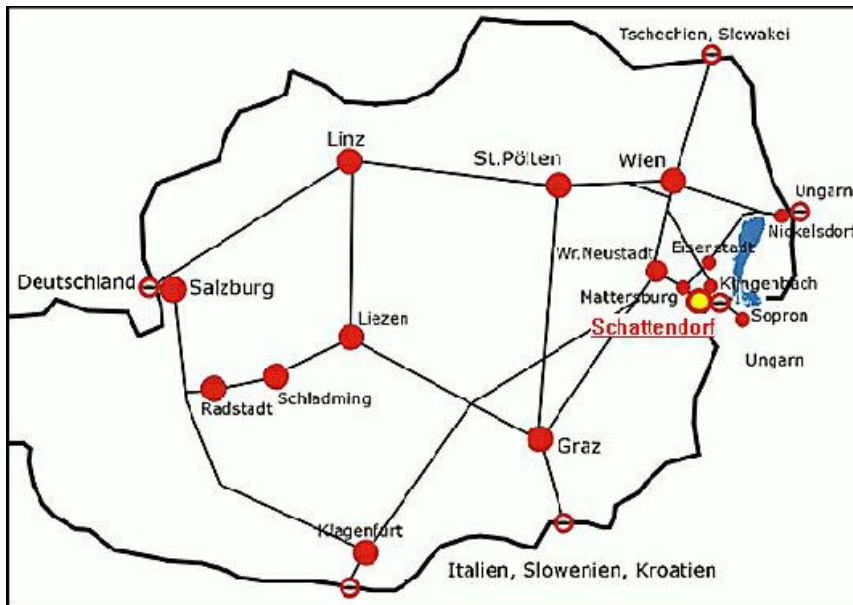 Tschechien, Slowakei
Linz
St.Pölten
Wien
Ungarn
Nickelsdorf
Wr.Neustadt
Eisenstadt
Deutschland
Salzburg
Mattersburg
Klingenbach
Liezen
Schattendorf
Sopron
Ungarn
Radstadt
Schladming
Graz
Klagenfurt
Italien, Slowenien, Kroatien